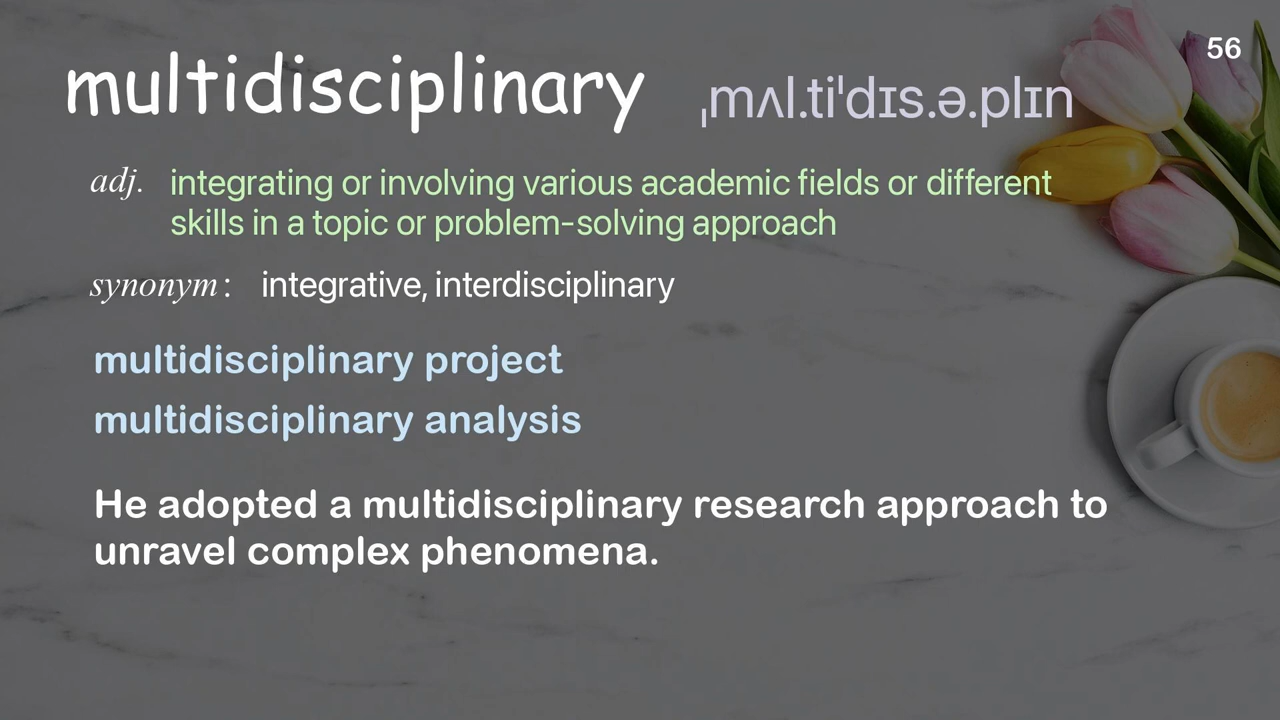 56
multidisciplinary ˌmʌl.tiˈdɪs.ə.plɪn
adj. integrating or involving various academic fields or different
skills in a topic or problem-solving approach
synonym : integrative, interdisciplinary
multidisciplinary project
multidisciplinary analysis
He adopted a multidisciplinary research approach to
unravel complex phenomena.